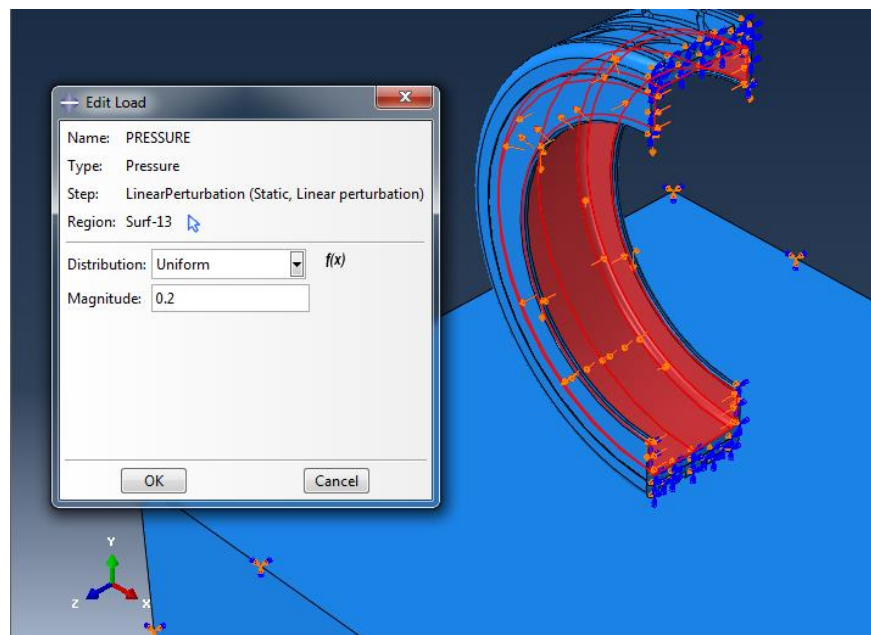 Edit Load
Name: PRESSURE
Type: Pressure
Step: LinearPerturbation (Static, Linear perturbation)
Region: Surf-13
Distribution: Uniform f(x)
Magnitude: 0.2
OK Cancel
Y
Z X